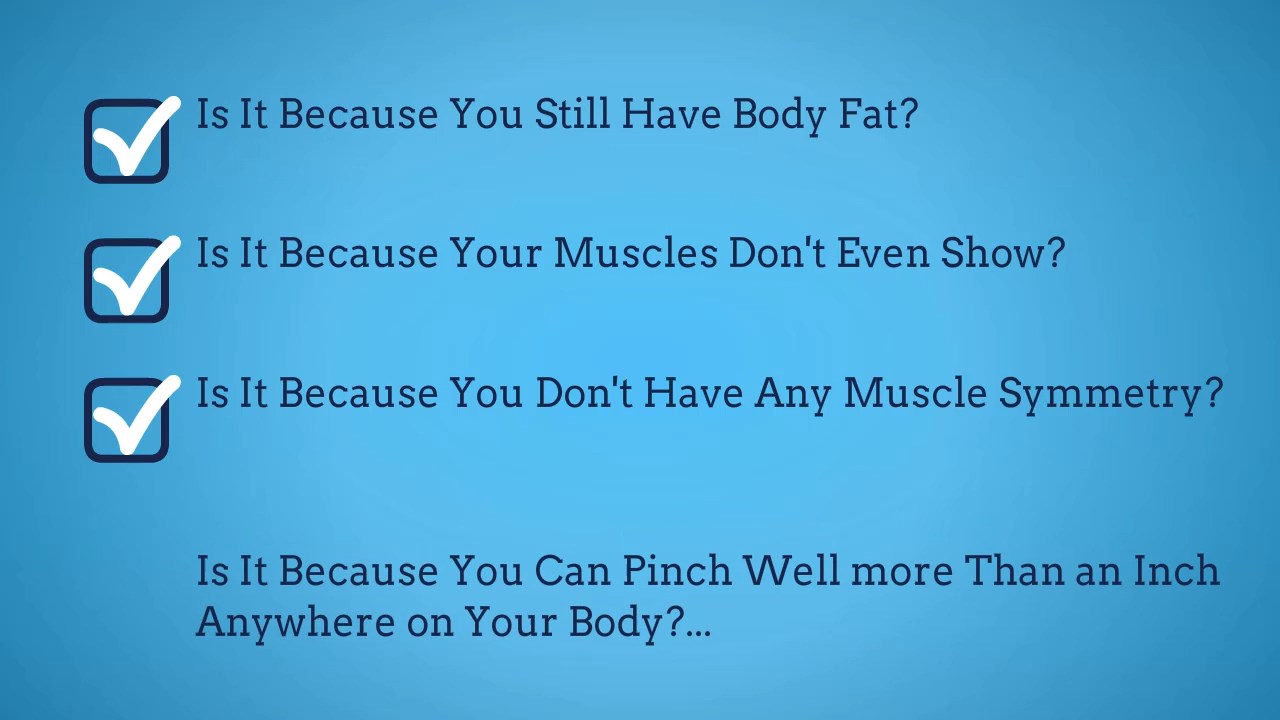 Is It Because You Still Have Body Fat?
Is It Because Your Muscles Don't Even Show?
Is It Because You Don't Have Any Muscle Symmetry?
Is It Because You Can Pinch Well more Than an Inch
Anywhere on Your Body?...